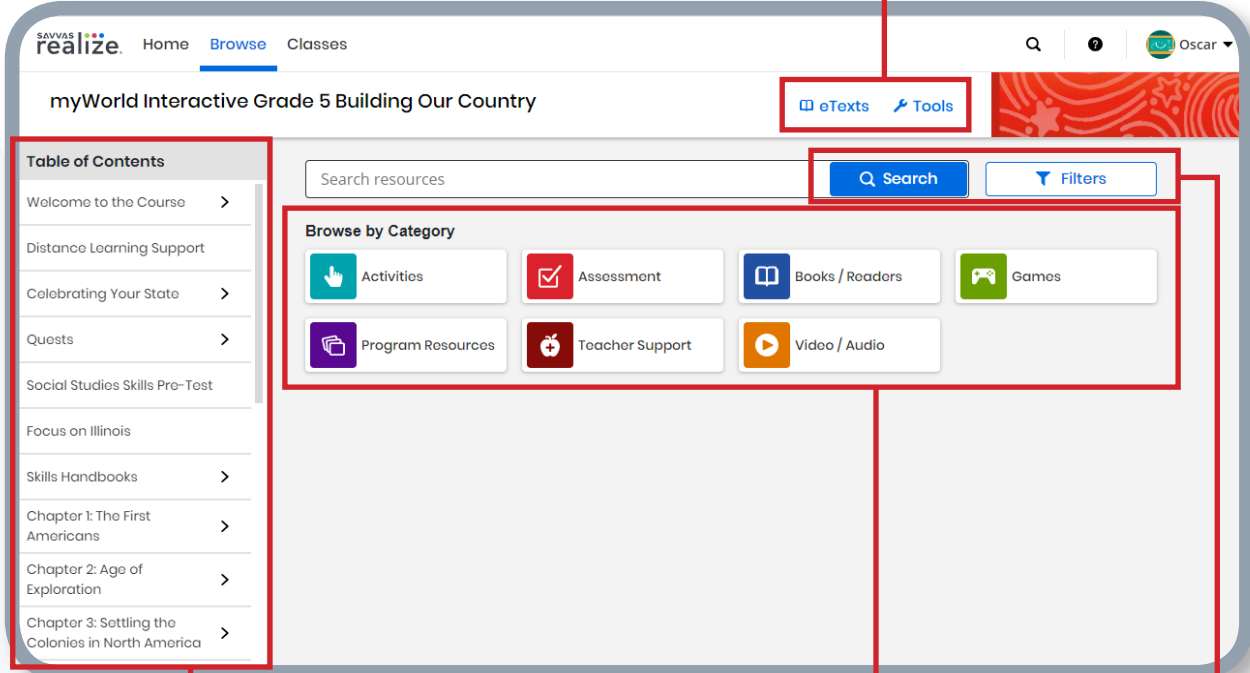 SAVVAS
realize.
Home Browse Classes
Oscar
myWorld Interactive Grade 5 Building Our Country
eTexts Tools
Table of Contents
Welcome to the Course
Distance Learning Support
Celebrating Your State
Quests
Social Studies Skills Pre-Test
Focus on Illinois
Skills Handbooks
Chapter 1: The First
Americans
Chapter 2: Age of
Exploration
Chapter 3: Settling the
Colonies in North America
Search resources
Search
Filters
Browse by Category
Activities
Assessment
Books / Readers
Games
Program Resources
Teacher Support
Video / Audio